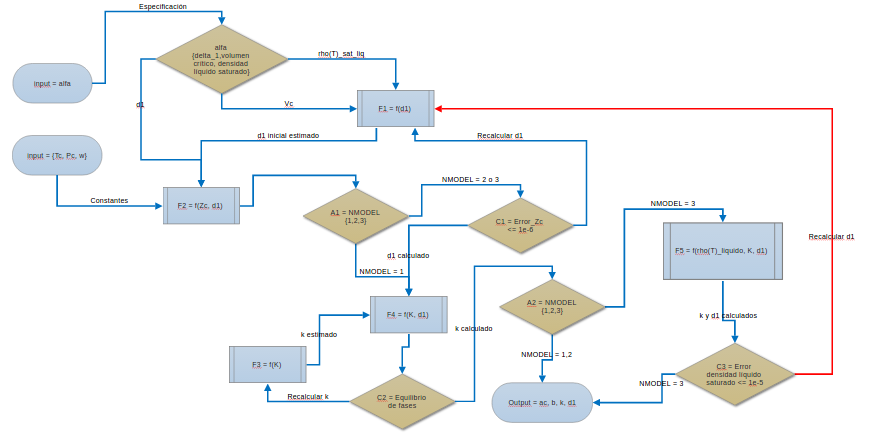 Especificación
alfa
{delta_1,volumen
crítico, densidad
líquido saturado}
rho(T)_sat_liq
input = alfa
d1
Vc
F1 = f(d1)
d1 inicial estimado
Recalcular d1
input = {Tc, Pc, w}
NMODEL = 2 o 3
Constantes
F2 = f(Zc, d1)
A1 = NMODEL
{1,2,3}
C1 = Error_Zc
<= 1e-6
NMODEL = 3
Recalcular d1
F5 = f(rho(T)_liquido, K, d1)
d1 calculado
NMODEL = 1
F4 = f(K, d1)
A2 = NMODEL
{1,2,3}
k y d1 calculados
k estimado
k calculado
NMODEL = 1,2
F3 = f(K)
C3 = Error
densidad líquido
saturado <= 1e-5
NMODEL = 3
Recalcular k
C2 = Equilibrio
de fases
Output = ac, b, k, d1